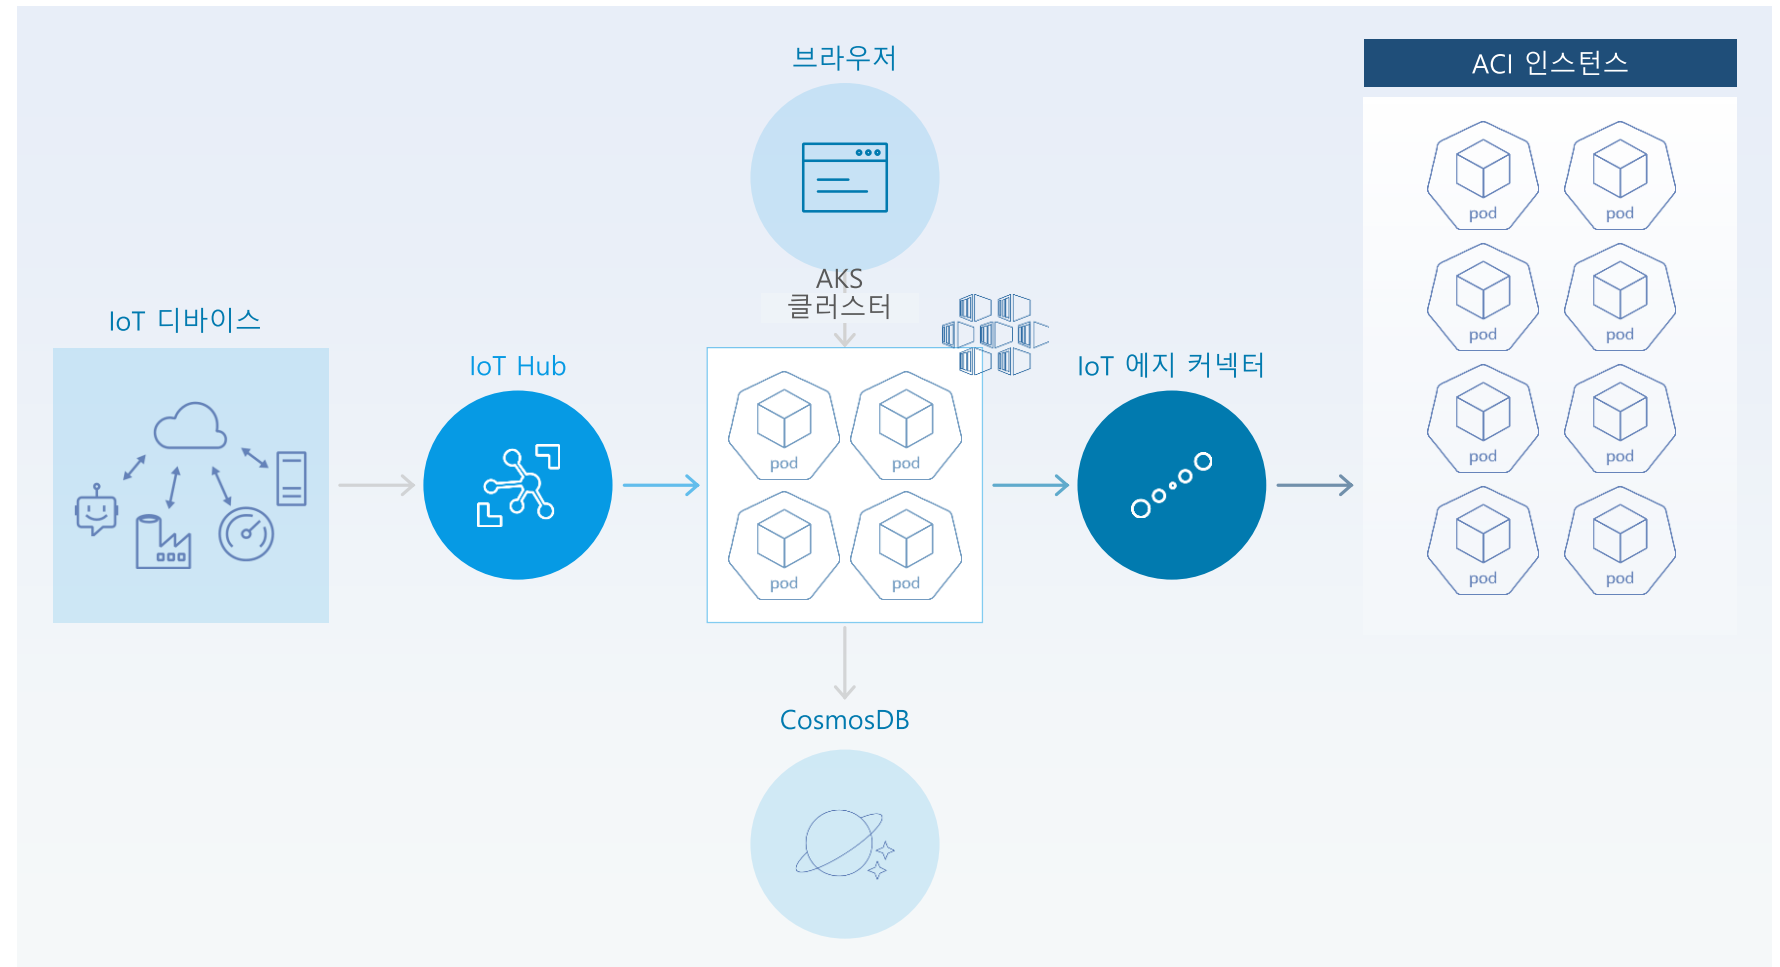 브라우저
ACI 인스턴스
AKS
클러스터
IoT 디바이스
IoT Hub
IoT 에지 커넥터
pod
pod
pod
pod
pod
pod
pod
pod
pod
pod
pod
pod
CosmosDB